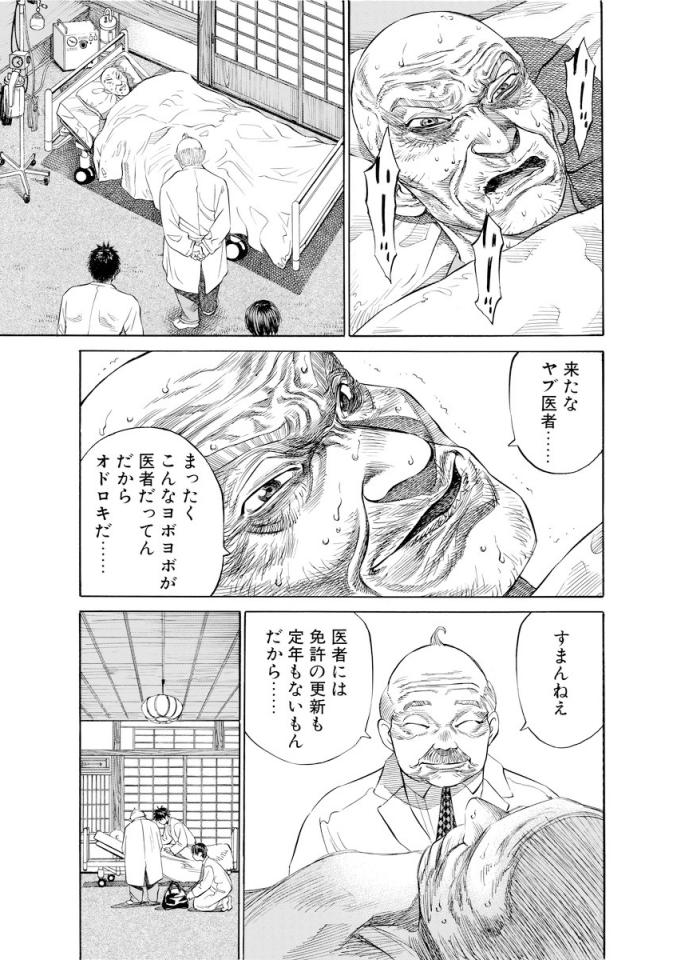 来たな
ヤブ医者……
まったく
こんなヨボヨボが
医者だってん
だから
オドロキだ……
すまんねえ
医者には
免許の更新も
定年もないもん
だから……